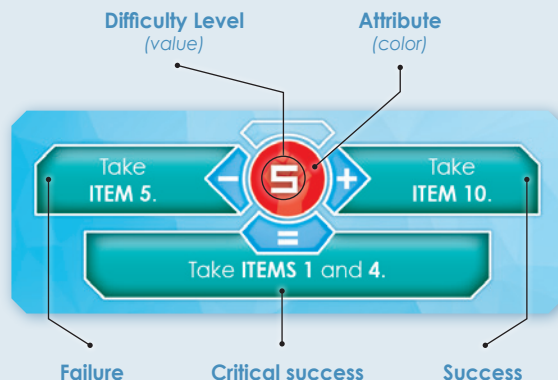 Difficulty Level
(value)
Attribute
(color)
Take
ITEM 5.
−
5
+
Take
ITEM 10.
=
Take ITEMS 1 and 4.
Failure
Critical success
Success